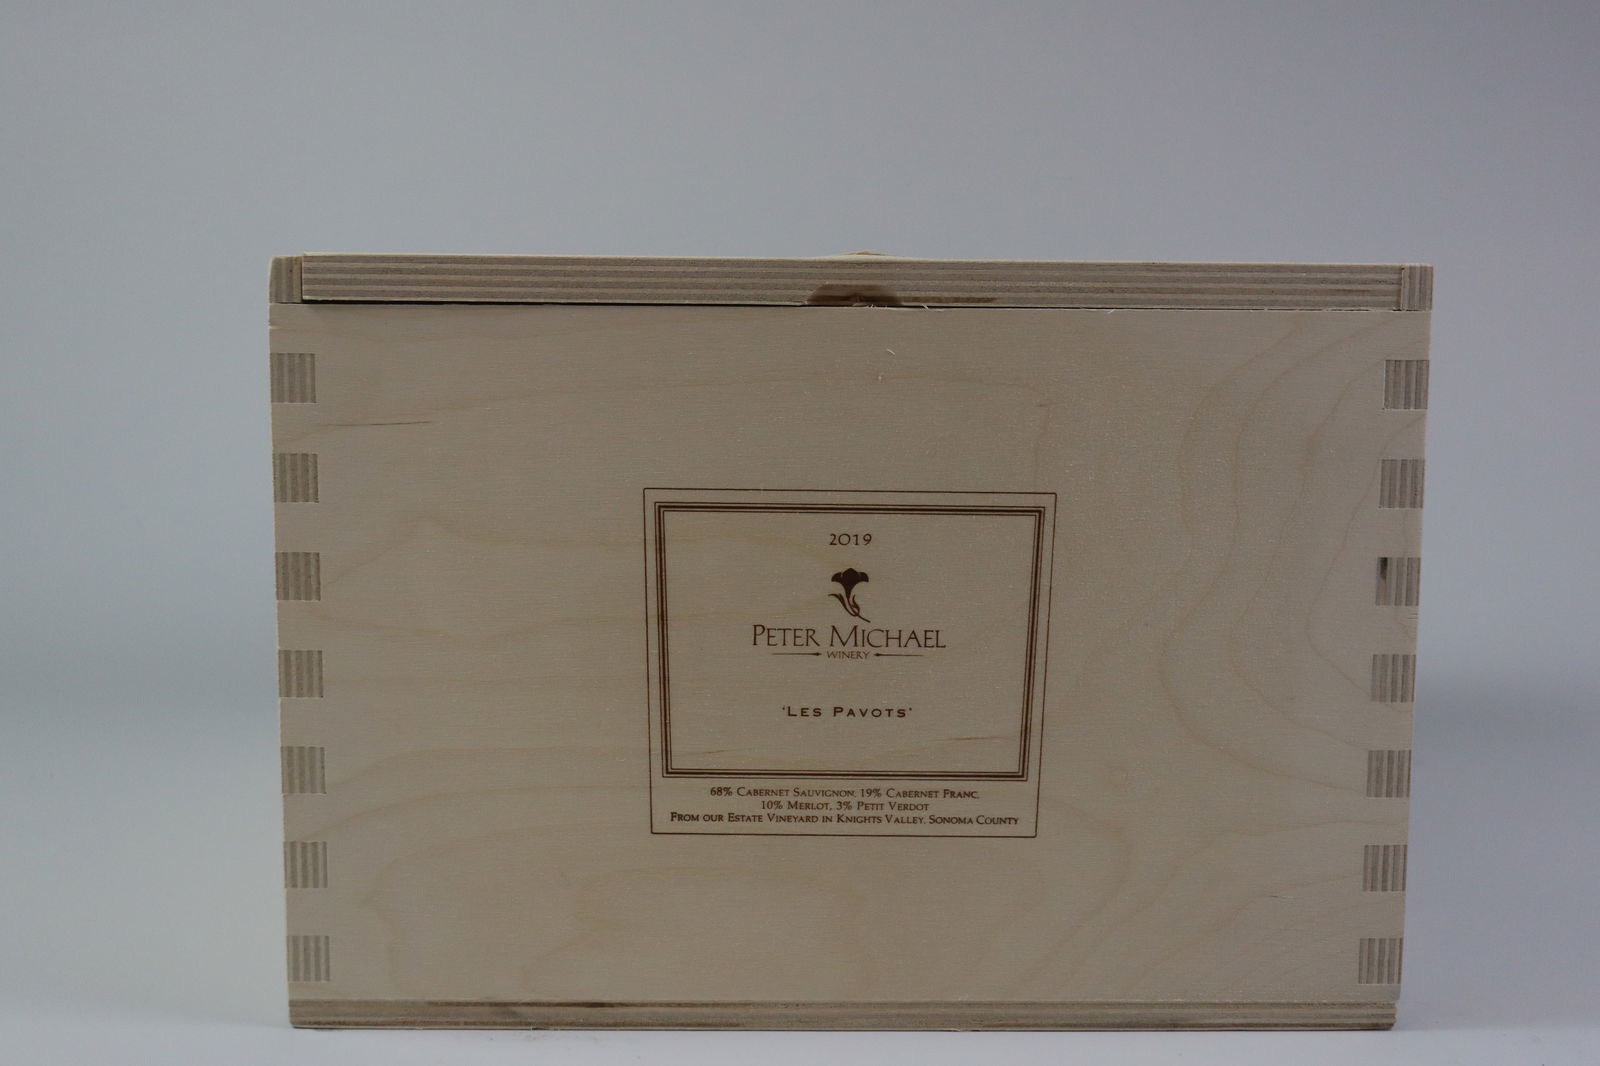 2019
PETER MICHAEL
WINERY
'LES PAVOTS'
68% CABERNET SAUVIGNON, 19% CABERNET FRANC,
10% MERLOT, 3% PETIT VERDOT
FROM OUR ESTATE VINEYARD IN KNIGHTS VALLEY, SONOMA COUNTY